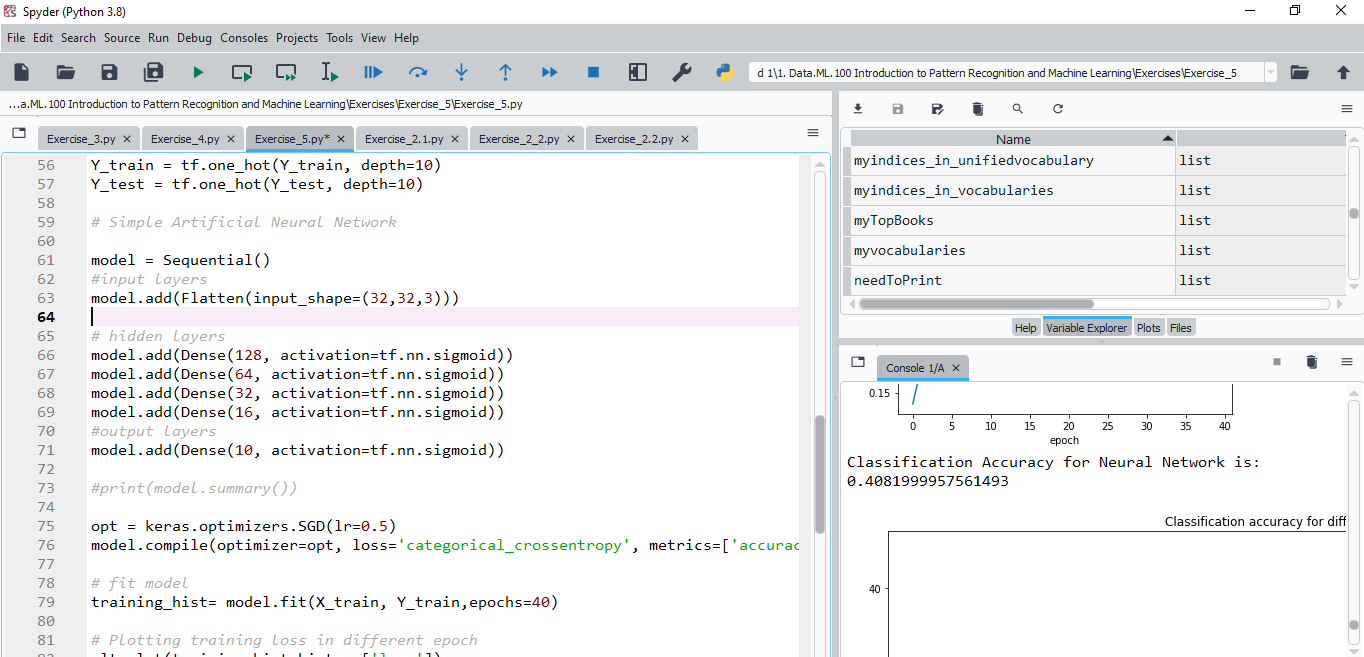 Spyder (Python 3.8)
File Edit Search Source Run Debug Consoles Projects Tools View Help
d 1\1. Data.ML.100 Introduction to Pattern Recognition and Machine Learning\Exercises\Exercise_5
...a.ML.100 Introduction to Pattern Recognition and Machine Learning\Exercises\Exercise_5\Exercise_5.py
Exercise_3.py Exercise_4.py Exercise_5.py* Exercise_2.1.py Exercise_2_2.py Exercise_2.2.py
56 Y_train = tf.one_hot(Y_train, depth=10)
57 Y_test = tf.one_hot(Y_test, depth=10)
58
59 # Simple Artificial Neural Network
60
61 model = Sequential()
62 #input layers
63 model.add(Flatten(input_shape=(32,32,3)))
64
65 # hidden layers
66 model.add(Dense(128, activation=tf.nn.sigmoid))
67 model.add(Dense(64, activation=tf.nn.sigmoid))
68 model.add(Dense(32, activation=tf.nn.sigmoid))
69 model.add(Dense(16, activation=tf.nn.sigmoid))
70 #output layers
71 model.add(Dense(10, activation=tf.nn.sigmoid))
72
73 #print(model.summary())
74
75 opt = keras.optimizers.SGD(lr=0.5)
76 model.compile(optimizer=opt, loss='categorical_crossentropy', metrics=['accurac
77
78 # fit model
79 training_hist= model.fit(X_train, Y_train,epochs=40)
80
81 # Plotting training loss in different epoch
Name
myindices_in_unifiedvocabulary list
myindices_in_vocabularies list
myTopBooks list
myvocabularies list
needToPrint list
Help Variable Explorer Plots Files
Console 1/A
0.15
0 5 10 15 20 25 30 35 40
epoch
Classification Accuracy for Neural Network is:
0.4081999957561493
Classification accuracy for diff
40